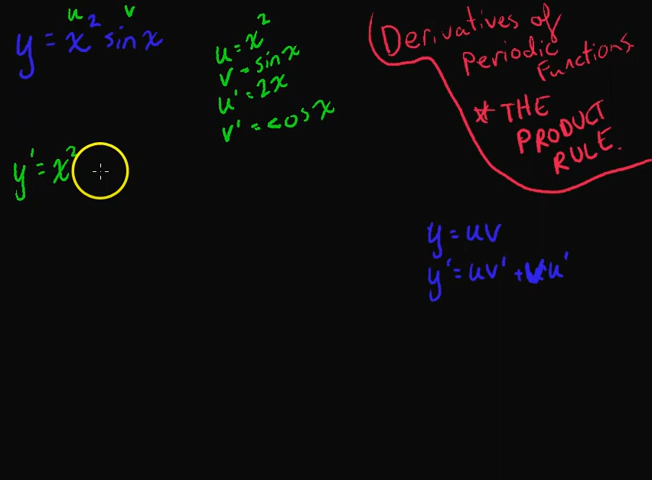 u v
y = x² sin x
u = x²
v = sin x
u' = 2x
v' = cos x
Derivatives of
Periodic
Functions
* THE
PRODUCT
RULE.
y' = x²
y = uv
y' = uv' + vu'